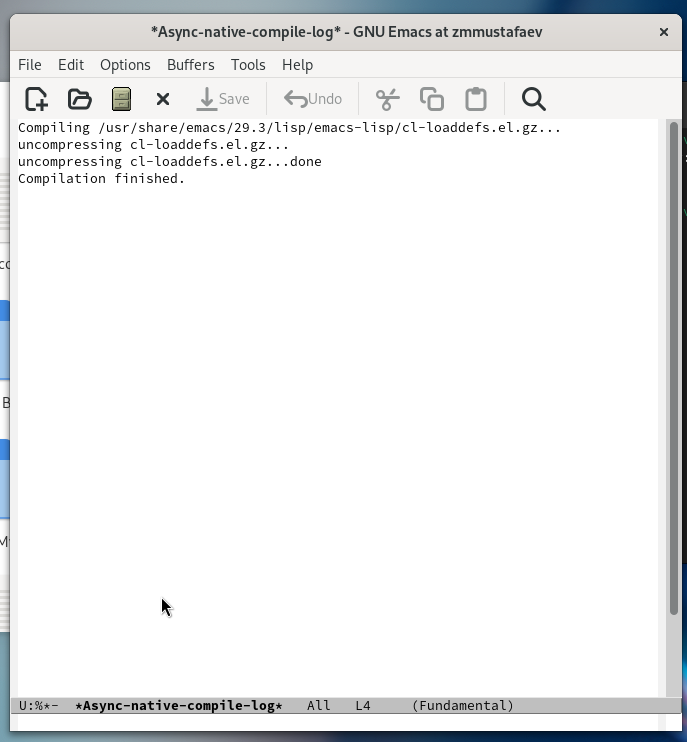 *Async-native-compile-log* - GNU Emacs at zmmustafaev
File Edit Options Buffers Tools Help
Save Undo
Compiling /usr/share/emacs/29.3/lisp/emacs-lisp/cl-loaddefs.el.gz...
uncompressing cl-loaddefs.el.gz...
uncompressing cl-loaddefs.el.gz...done
Compilation finished.
U:%*- *Async-native-compile-log* All L4 (Fundamental)